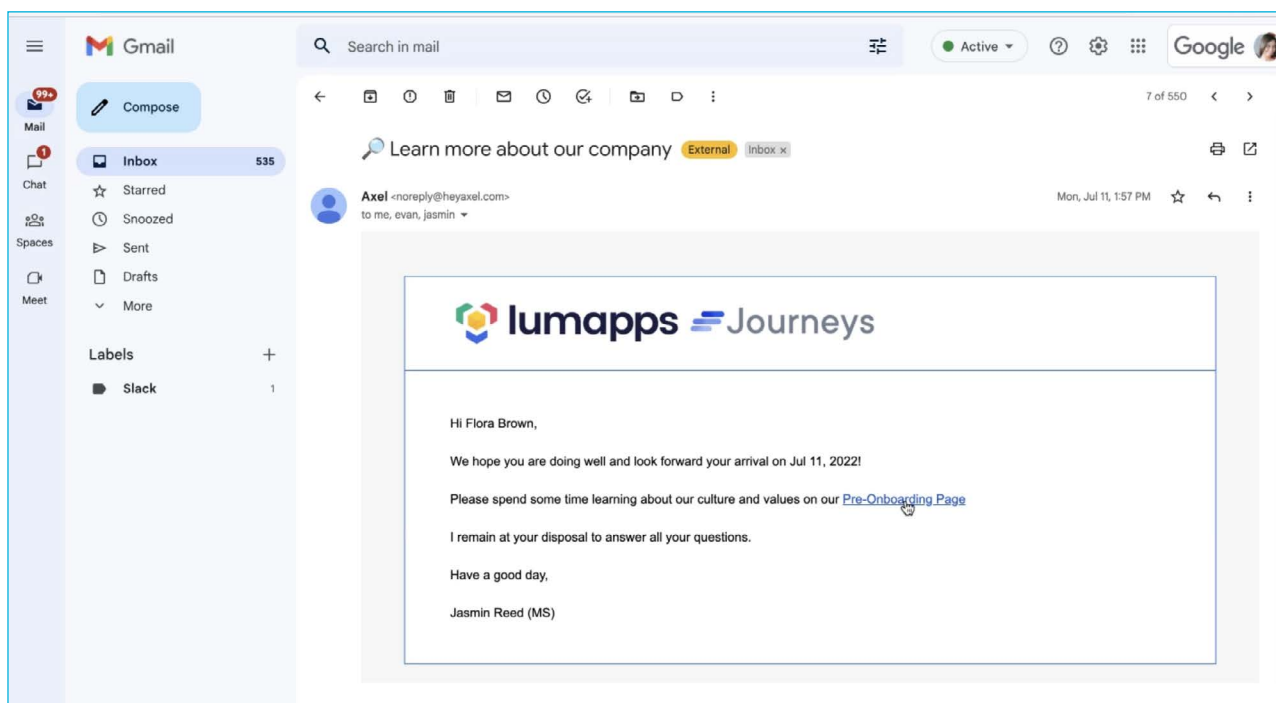 Gmail
Search in mail
Active
Google
99+
Mail
Compose
7 of 550
1
Chat
Inbox 535
🔎 Learn more about our company External Inbox x
Starred
Axel <noreply@heyaxel.com> Mon, Jul 11, 1:57 PM
to me, evan, jasmin
Snoozed
Spaces
Sent
Drafts
Meet
More
lumapps Journeys
Labels
Slack 1
Hi Flora Brown,
We hope you are doing well and look forward your arrival on Jul 11, 2022!
Please spend some time learning about our culture and values on our Pre-Onboarding Page
I remain at your disposal to answer all your questions.
Have a good day,
Jasmin Reed (MS)